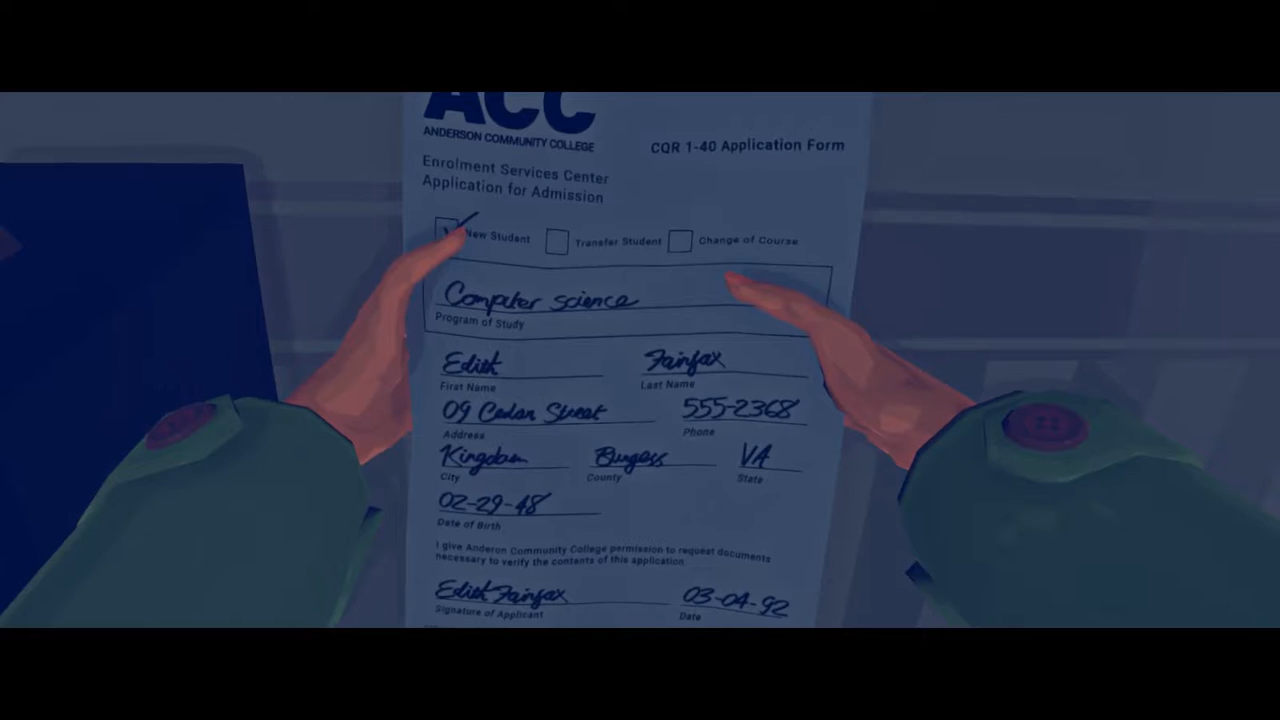 ACC
ANDERSON COMMUNITY COLLEGE
CQR 1-40 Application Form
Enrolment Services Center
Application for Admission
New Student Transfer Student Change of Course
Computer science
Program of Study
Edith Fairfax
First Name Last Name
09 Cedar Street 555-2368
Address Phone
Kingdom Burgess VA
City County State
02-29-48
Date of Birth
I give Anderon Community College permission to request documents
necessary to verify the contents of this application
Edith Fairfax 03-04-92
Signature of Applicant Date